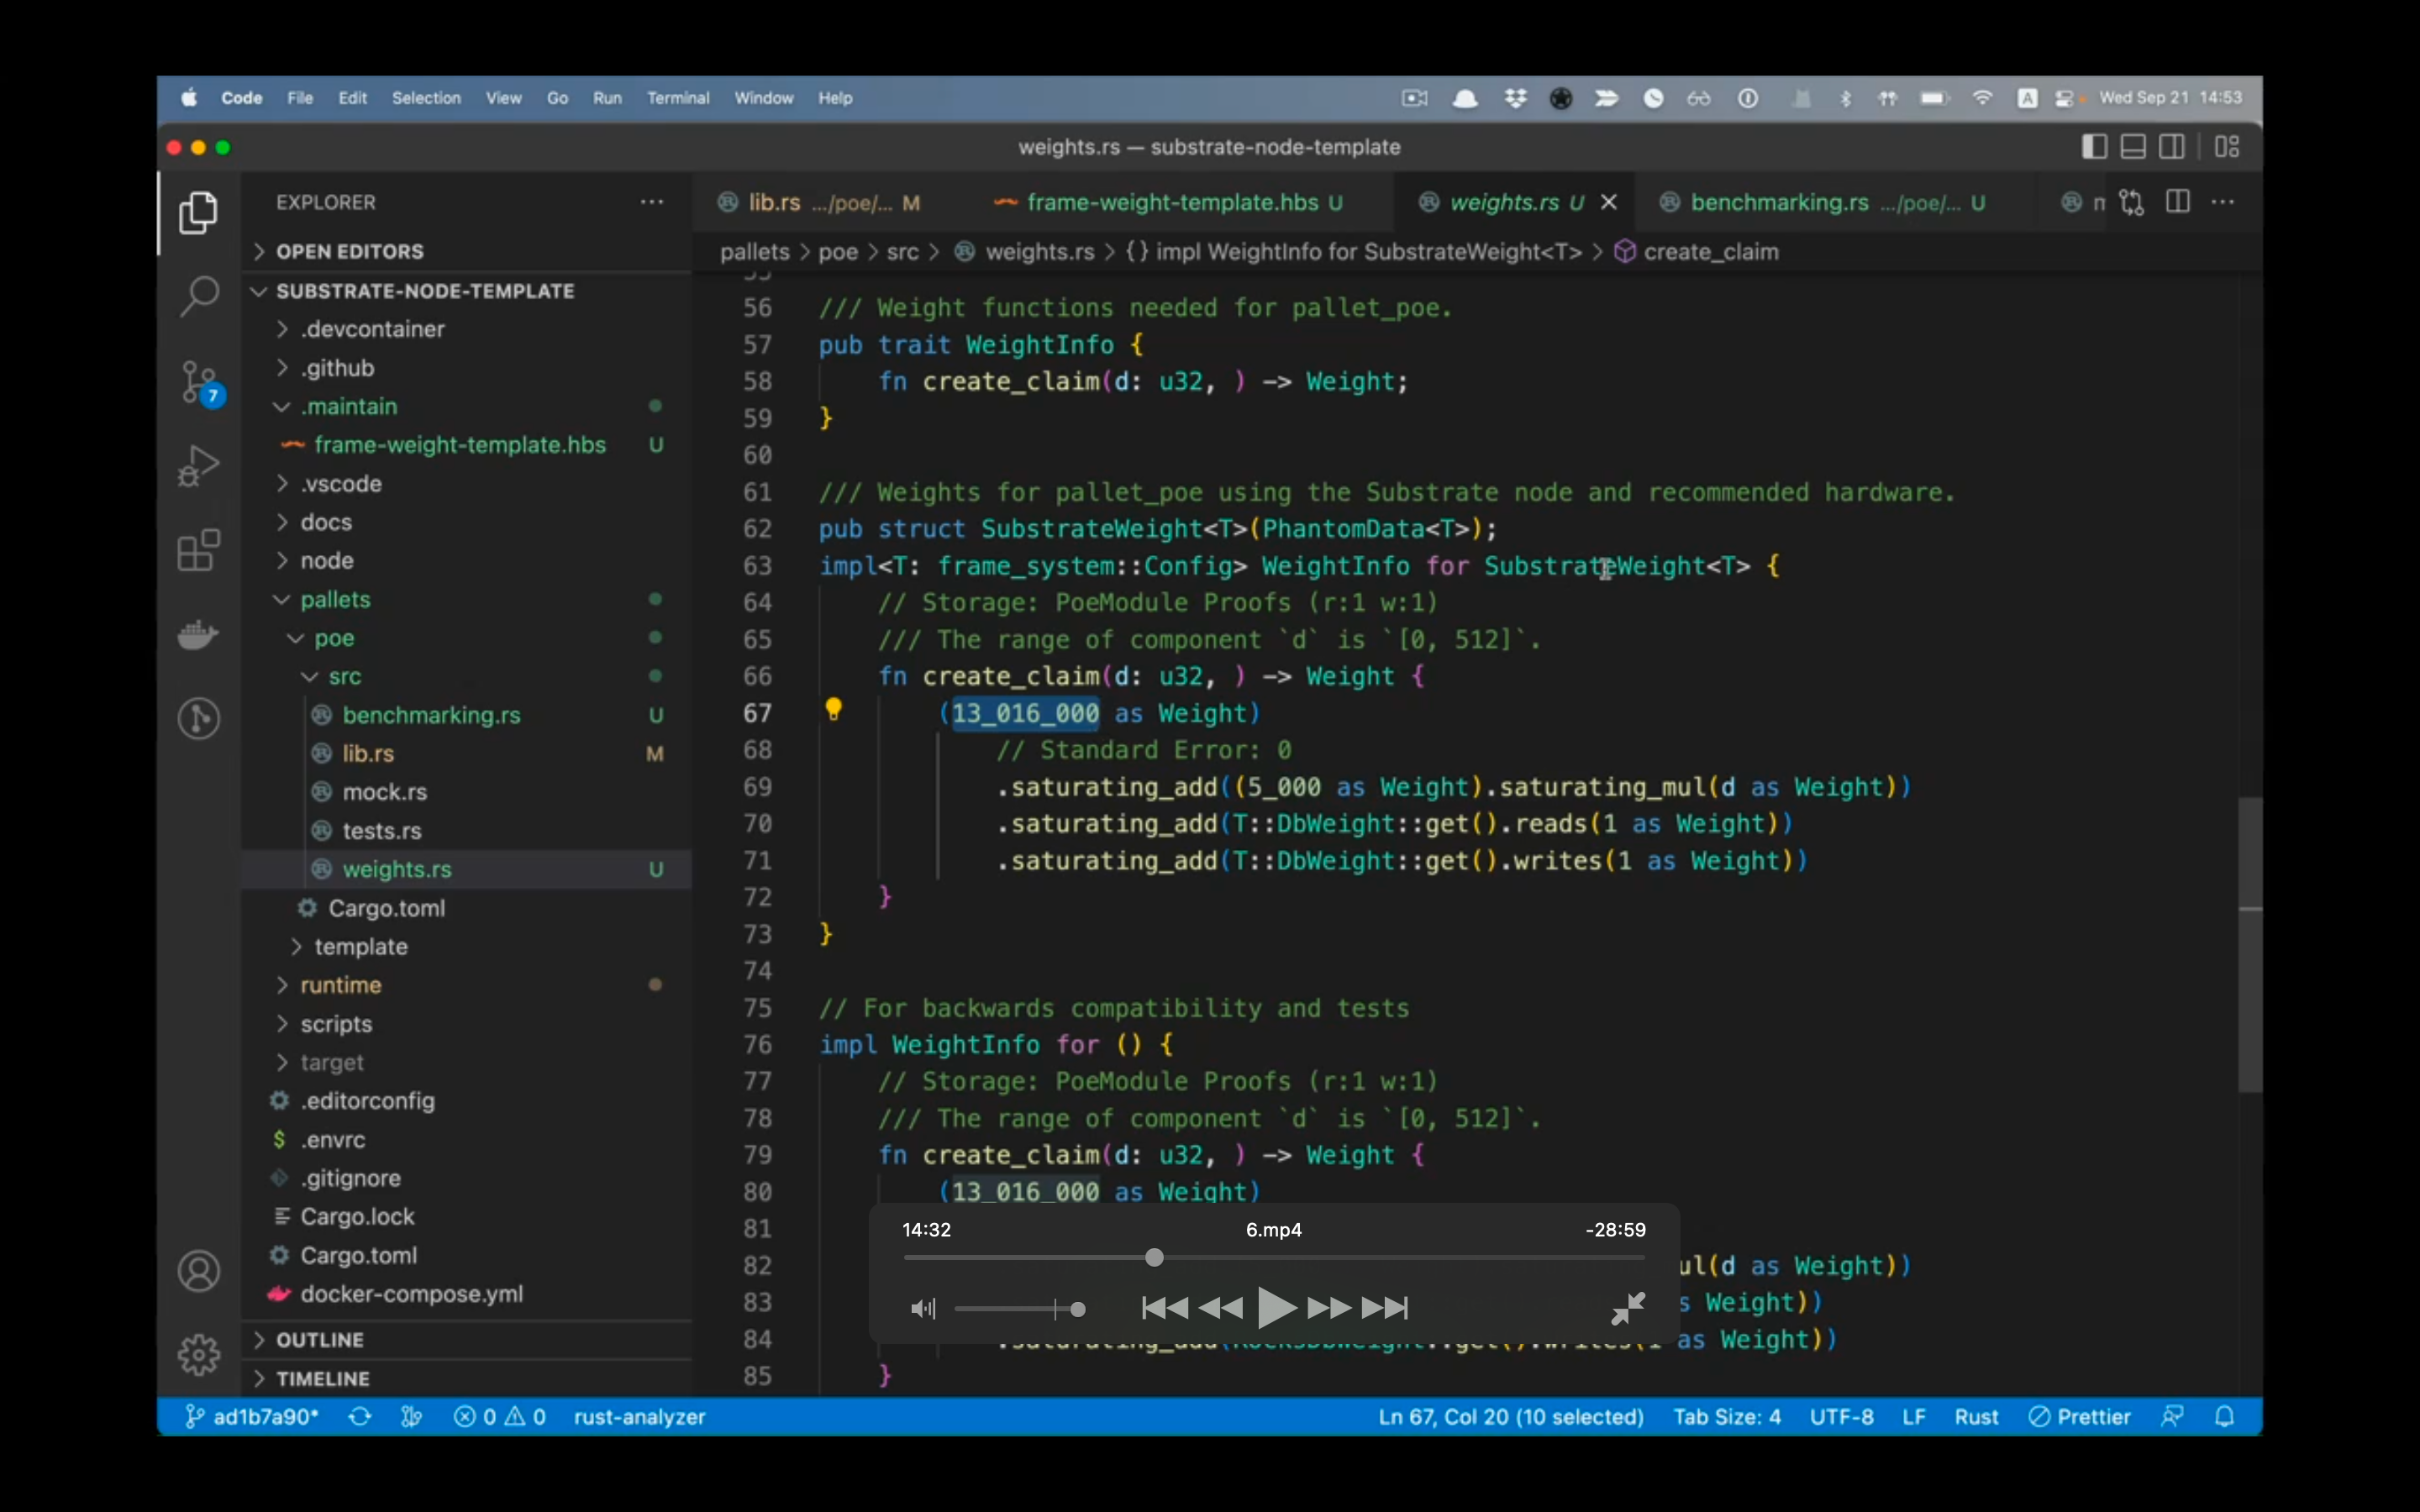 Code File Edit Selection View Go Run Terminal Window Help
A Wed Sep 21 14:53
weights.rs — substrate-node-template
EXPLORER
OPEN EDITORS
SUBSTRATE-NODE-TEMPLATE
.devcontainer
.github
.maintain
frame-weight-template.hbs U
.vscode
docs
node
pallets
poe
src
benchmarking.rs U
lib.rs M
mock.rs
tests.rs
weights.rs U
Cargo.toml
template
runtime
scripts
target
.editorconfig
$ .envrc
.gitignore
Cargo.lock
Cargo.toml
docker-compose.yml
OUTLINE
TIMELINE
7
lib.rs .../poe/... M frame-weight-template.hbs U weights.rs U benchmarking.rs .../poe/... U
pallets > poe > src > weights.rs > {} impl WeightInfo for SubstrateWeight<T> > create_claim
56 /// Weight functions needed for pallet_poe.
57 pub trait WeightInfo {
58 fn create_claim(d: u32, ) -> Weight;
59 }
60
61 /// Weights for pallet_poe using the Substrate node and recommended hardware.
62 pub struct SubstrateWeight<T>(PhantomData<T>);
63 impl<T: frame_system::Config> WeightInfo for SubstrateWeight<T> {
64 // Storage: PoeModule Proofs (r:1 w:1)
65 /// The range of component `d` is `[0, 512]`.
66 fn create_claim(d: u32, ) -> Weight {
67 (13_016_000 as Weight)
68 // Standard Error: 0
69 .saturating_add((5_000 as Weight).saturating_mul(d as Weight))
70 .saturating_add(T::DbWeight::get().reads(1 as Weight))
71 .saturating_add(T::DbWeight::get().writes(1 as Weight))
72 }
73 }
74
75 // For backwards compatibility and tests
76 impl WeightInfo for () {
77 // Storage: PoeModule Proofs (r:1 w:1)
78 /// The range of component `d` is `[0, 512]`.
79 fn create_claim(d: u32, ) -> Weight {
80 (13_016_000 as Weight)
81
82 ul(d as Weight))
83 s Weight))
84 .saturating_add(RocksDbWeight::get().writes(1 as Weight))
85 }
14:32 6.mp4 -28:59
ad1b7a90* 0 0 rust-analyzer Ln 67, Col 20 (10 selected) Tab Size: 4 UTF-8 LF Rust Prettier